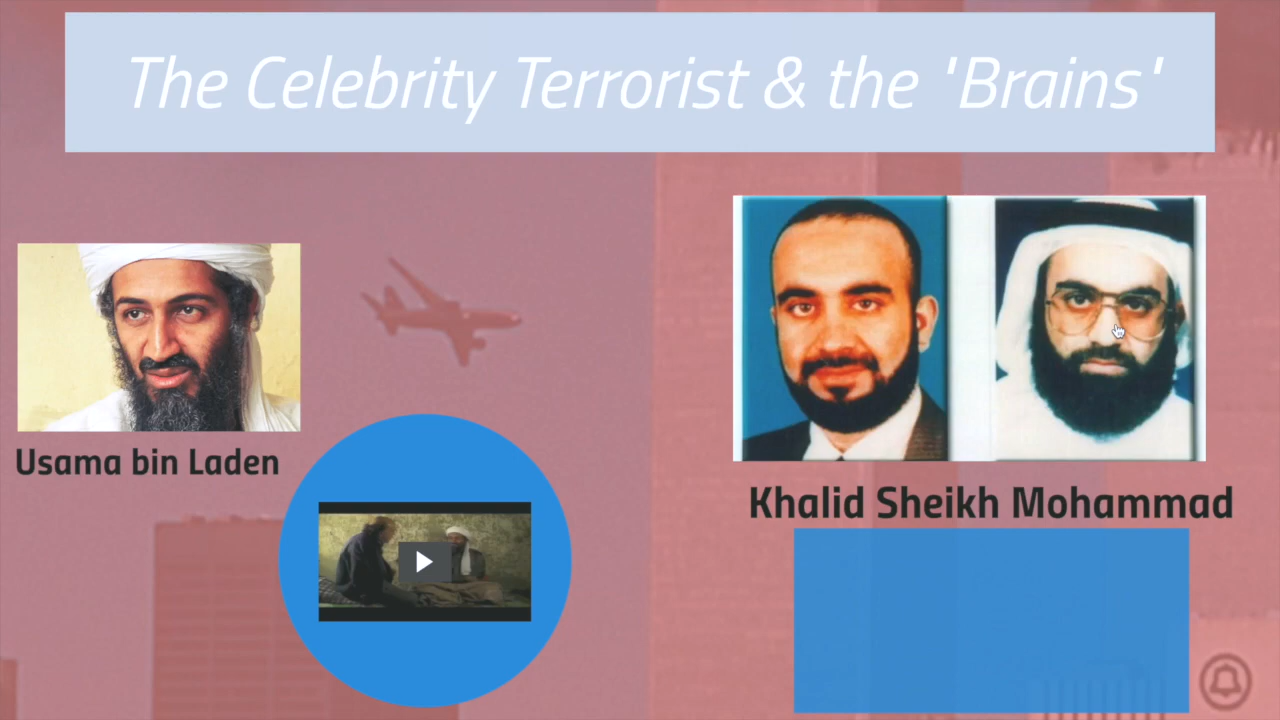 The Celebrity Terrorist & the 'Brains'
Usama bin Laden
Khalid Sheikh Mohammad